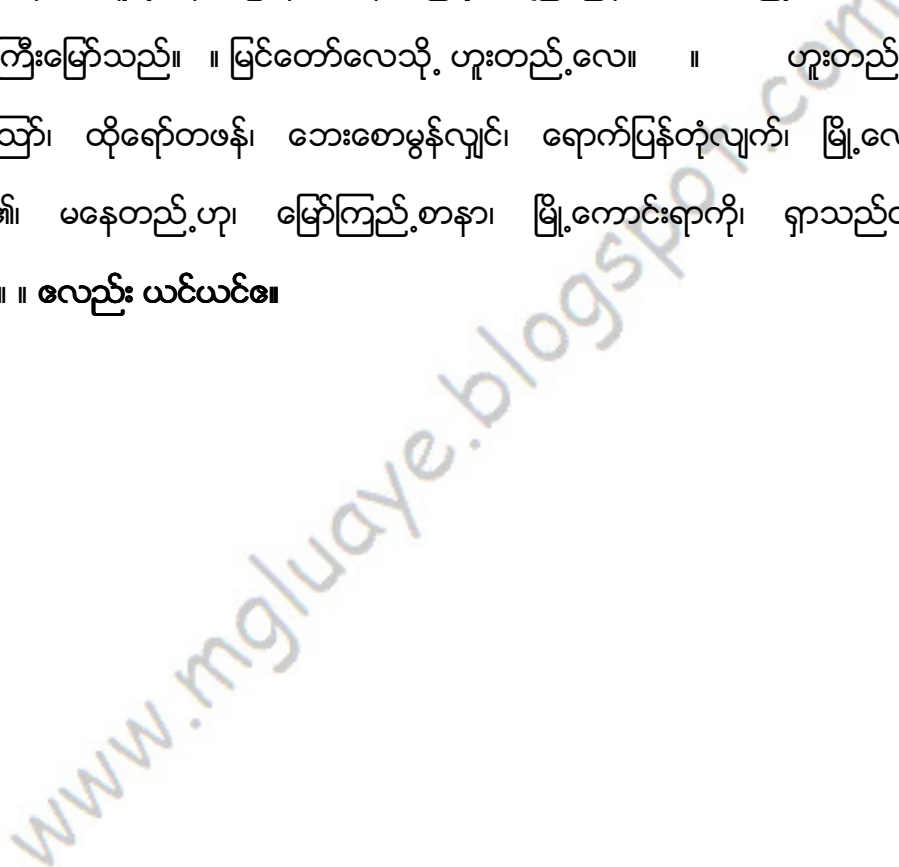 ကြီးမြော်သည်။ ။ မြင်တော်လေသို့ ဟူးတည့်လေ။ ။ ဟူးတည်
ဩော်၊ ထိုရော်တဖန်၊ ဘေးစောမွန်လျှင်၊ ရောက်ပြန်တုံလျက်၊ မြို့လေ
၏၊ မနေတည့်ဟု၊ မြော်ကြည့်စာနာ၊ မြို့ကောင်းရာကို၊ ရှာသည်
။ ။ ဧလည်း ယင်ယင်ဧ။
www.mgluaye.blogspot.com